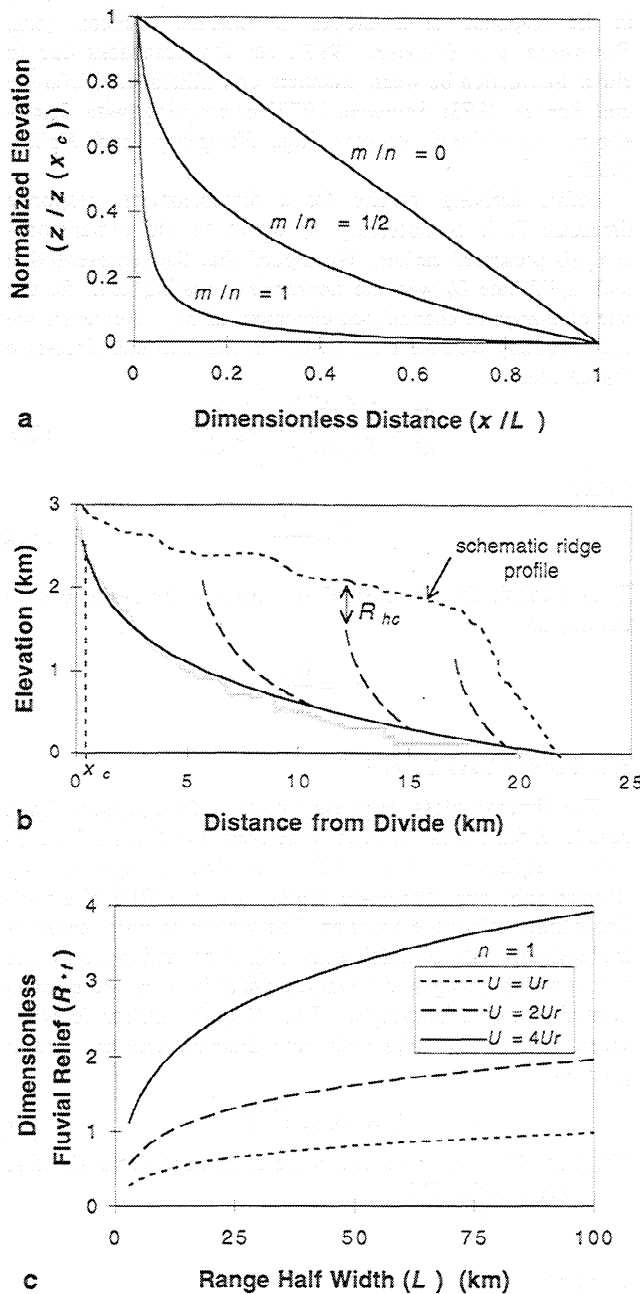 1
0.8
0.6
0.4
0.2
0
Normalized Elevation
(z / z (x c ))
m / n = 0
m / n = 1/2
m / n = 1
0 0.2 0.4 0.6 0.8 1
a Dimensionless Distance (x / L )
3
2
1
0
Elevation (km)
schematic ridge
profile
R hc
0 x c 5 10 15 20 25
b Distance from Divide (km)
4
3
2
1
0
Dimensionless
Fluvial Relief (R*f)
n = 1
U = Ur
U = 2Ur
U = 4Ur
0 25 50 75 100
c Range Half Width (L ) (km)